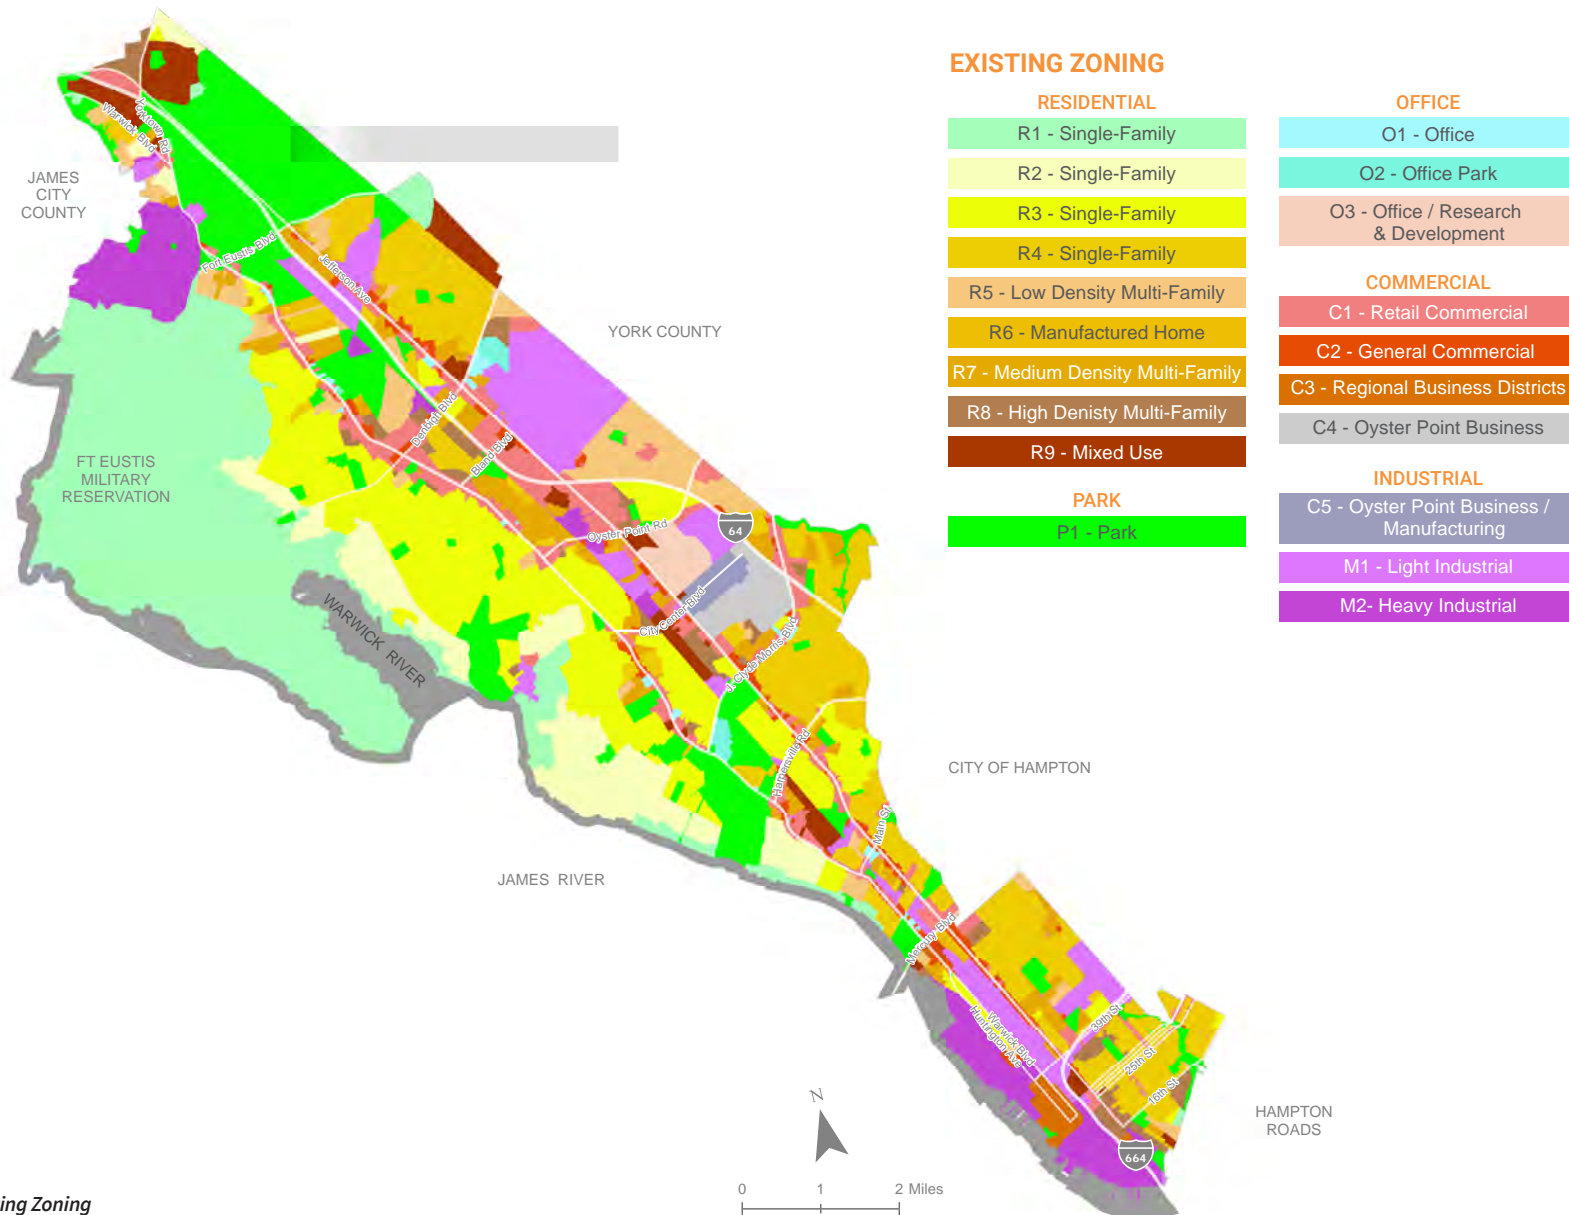 EXISTING ZONING
RESIDENTIAL
R1 - Single-Family
R2 - Single-Family
R3 - Single-Family
R4 - Single-Family
R5 - Low Density Multi-Family
R6 - Manufactured Home
R7 - Medium Density Multi-Family
R8 - High Denisty Multi-Family
R9 - Mixed Use
PARK
P1 - Park
OFFICE
O1 - Office
O2 - Office Park
O3 - Office / Research
& Development
COMMERCIAL
C1 - Retail Commercial
C2 - General Commercial
C3 - Regional Business Districts
C4 - Oyster Point Business
INDUSTRIAL
C5 - Oyster Point Business /
Manufacturing
M1 - Light Industrial
M2- Heavy Industrial
Yorktown Rd
Warwick Blvd
JAMES
CITY
COUNTY
Fort Eustis Blvd
Jefferson Ave
YORK COUNTY
Denbigh Blvd
Bland Blvd
FT EUSTIS
MILITARY
RESERVATION
Oyster Point Rd
64
WARWICK RIVER
City Center Blvd
J. Clyde Morris Blvd
Harpersville Rd
CITY OF HAMPTON
Main St
JAMES RIVER
Mercury Blvd
Warwick Blvd
Huntington Ave
39th St
25th St
16th St
HAMPTON
ROADS
664
N
0 1 2 Miles
ing Zoning